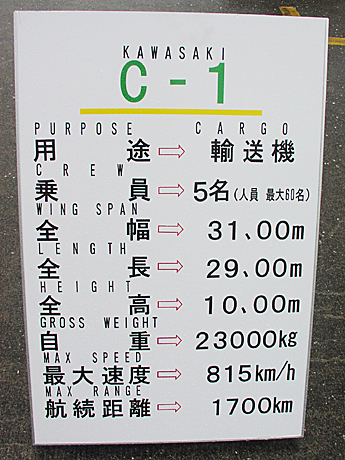 KAWASAKI
C-1
PURPOSE CARGO
用途⇨輸送機
CREW
乗員⇨5名(人員 最大60名)
WING SPAN
全幅⇨31、00m
LENGTH
全長⇨29、00m
HEIGHT
全高⇨10、00m
GROSS WEIGHT
自重⇨23000kg
MAX SPEED
最大速度⇨815km/h
MAX RANGE
航続距離⇨1700km